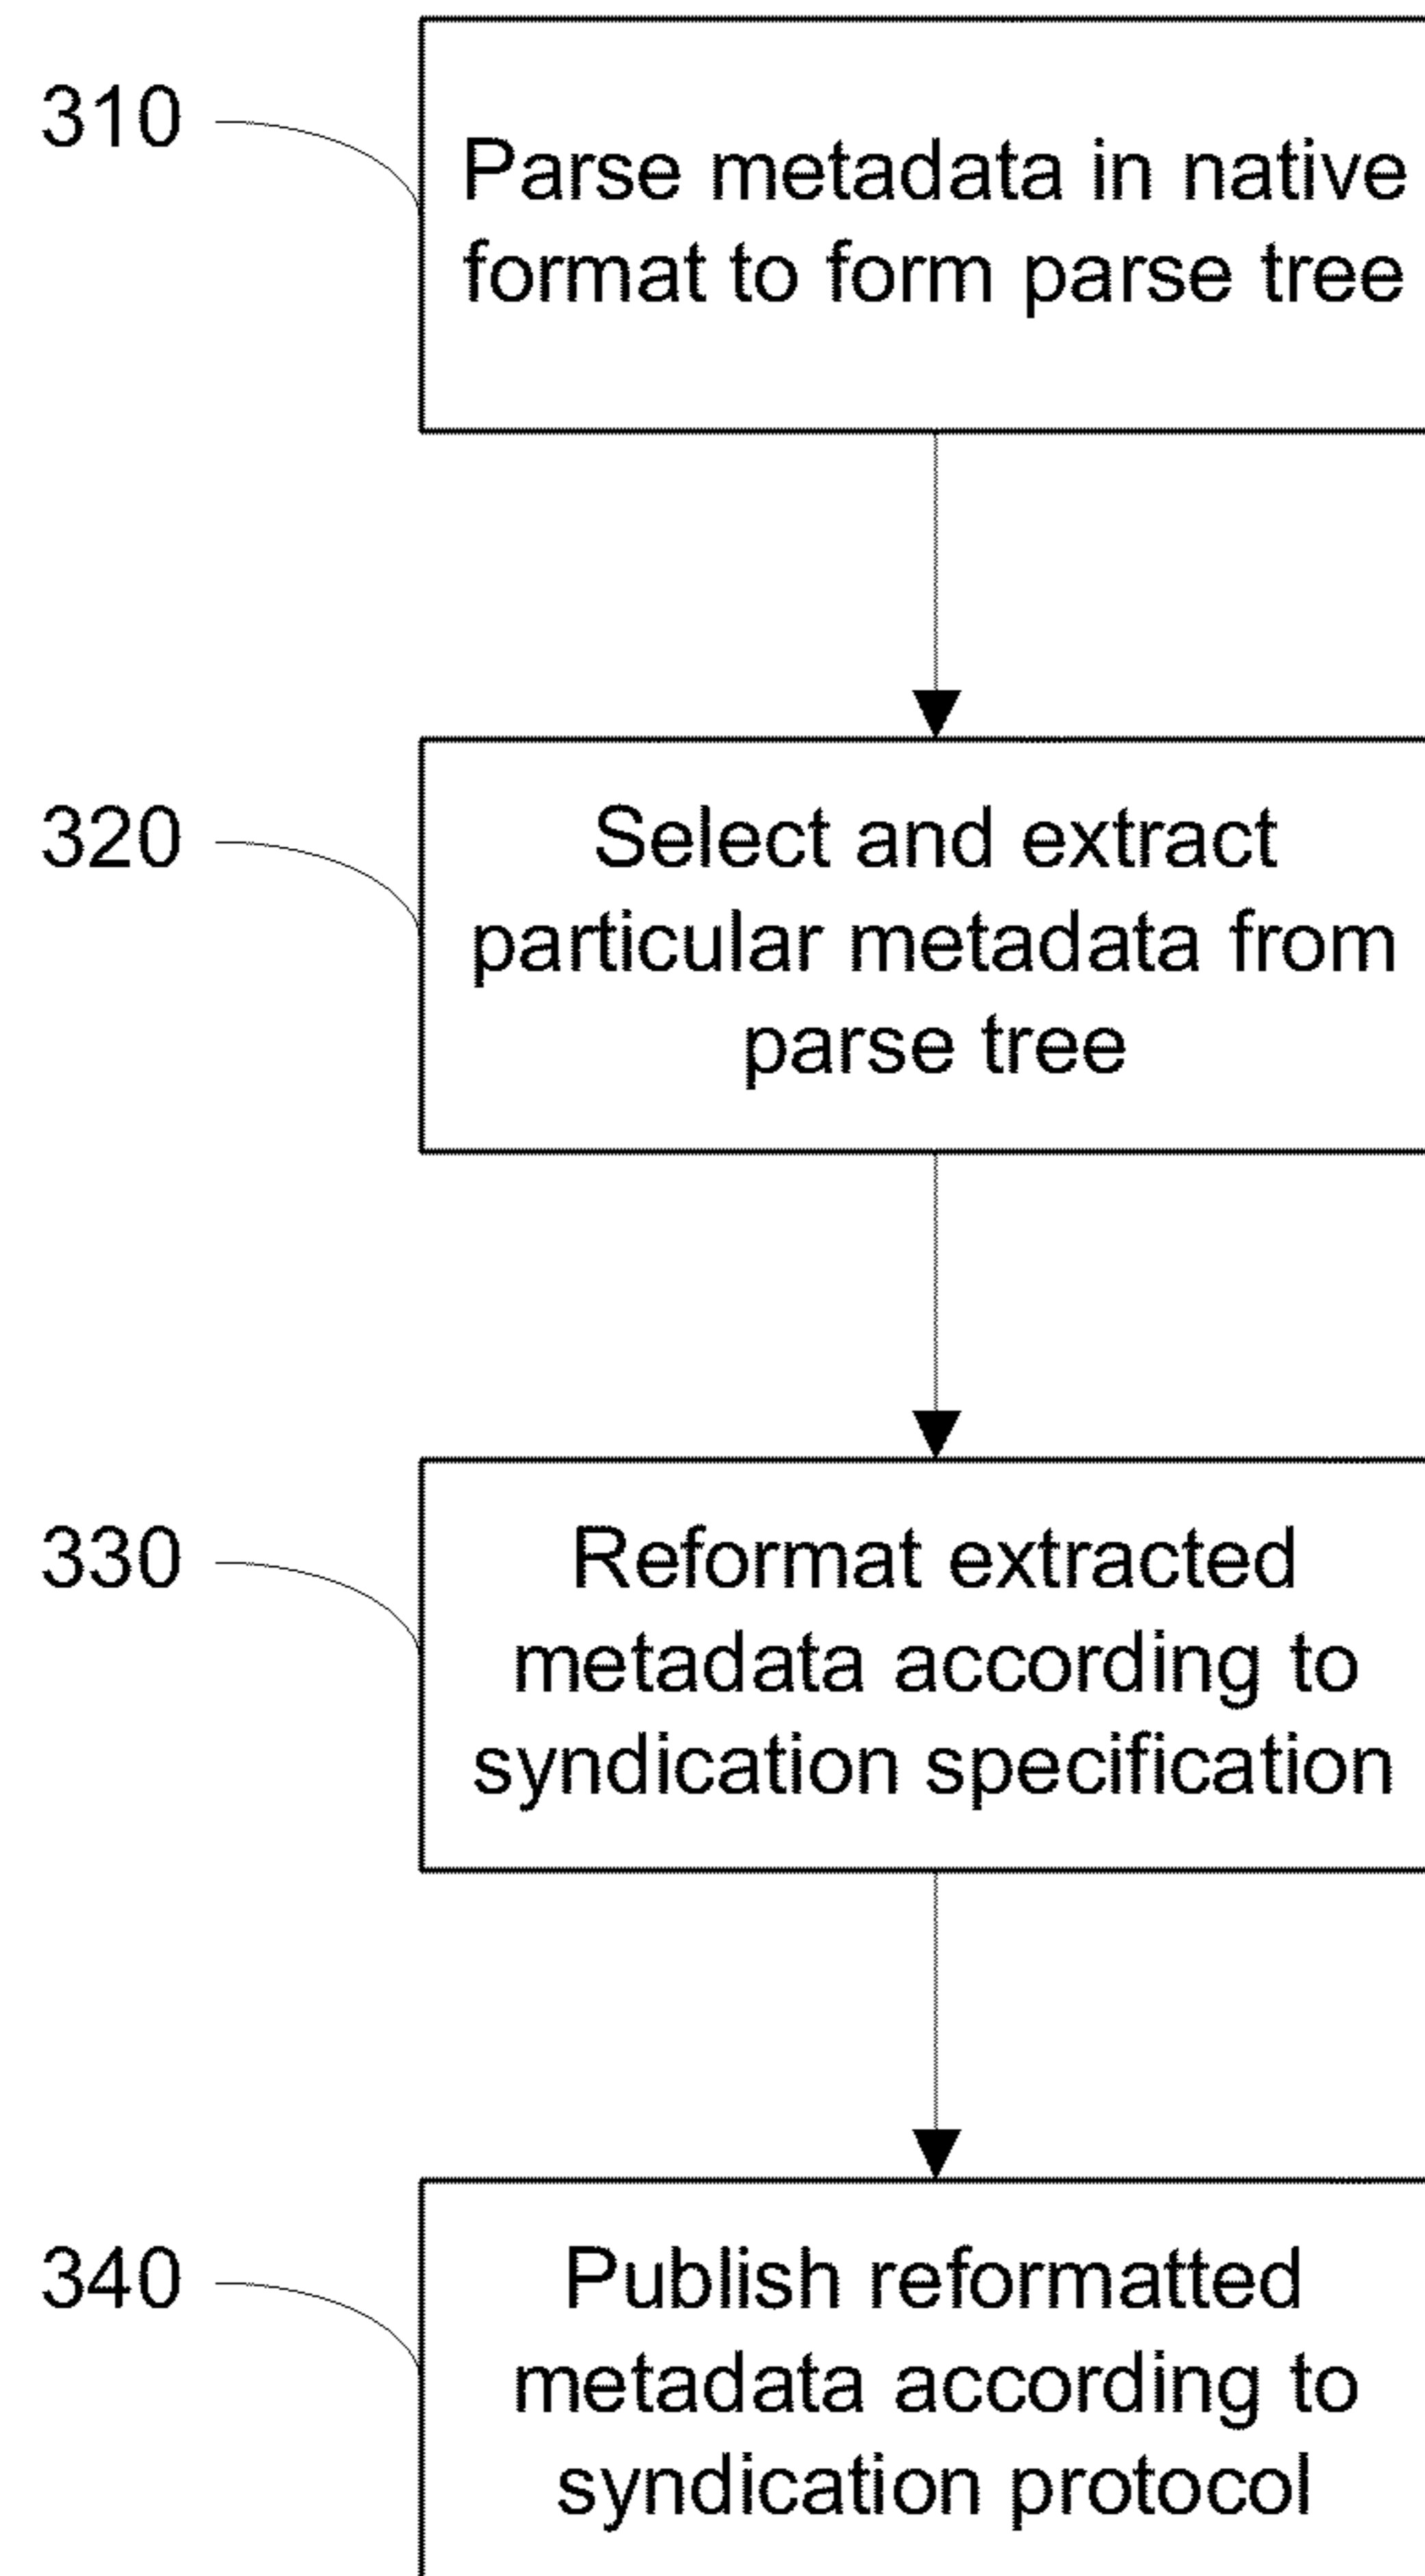 310
Parse metadata in native
format to form parse tree
320
Select and extract
particular metadata from
parse tree
330
Reformat extracted
metadata according to
syndication specification
340
Publish reformatted
metadata according to
syndication protocol